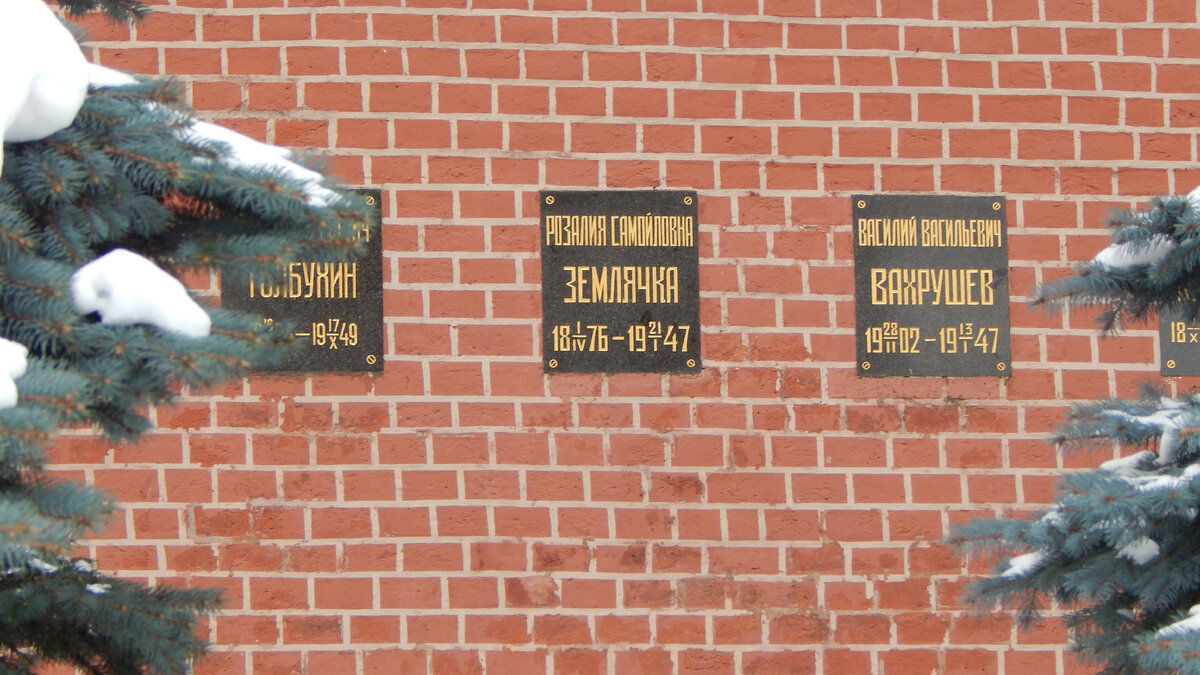 ТОЛБУХИН
19 17/X 49
РОЗАЛИЯ САМОЙЛОВНА
ЗЕМЛЯЧКА
18 1/IV 76 – 19 21/I 47
ВАСИЛИЙ ВАСИЛЬЕВИЧ
ВАХРУШЕВ
19 28/II 02 – 19 13/I 47
18